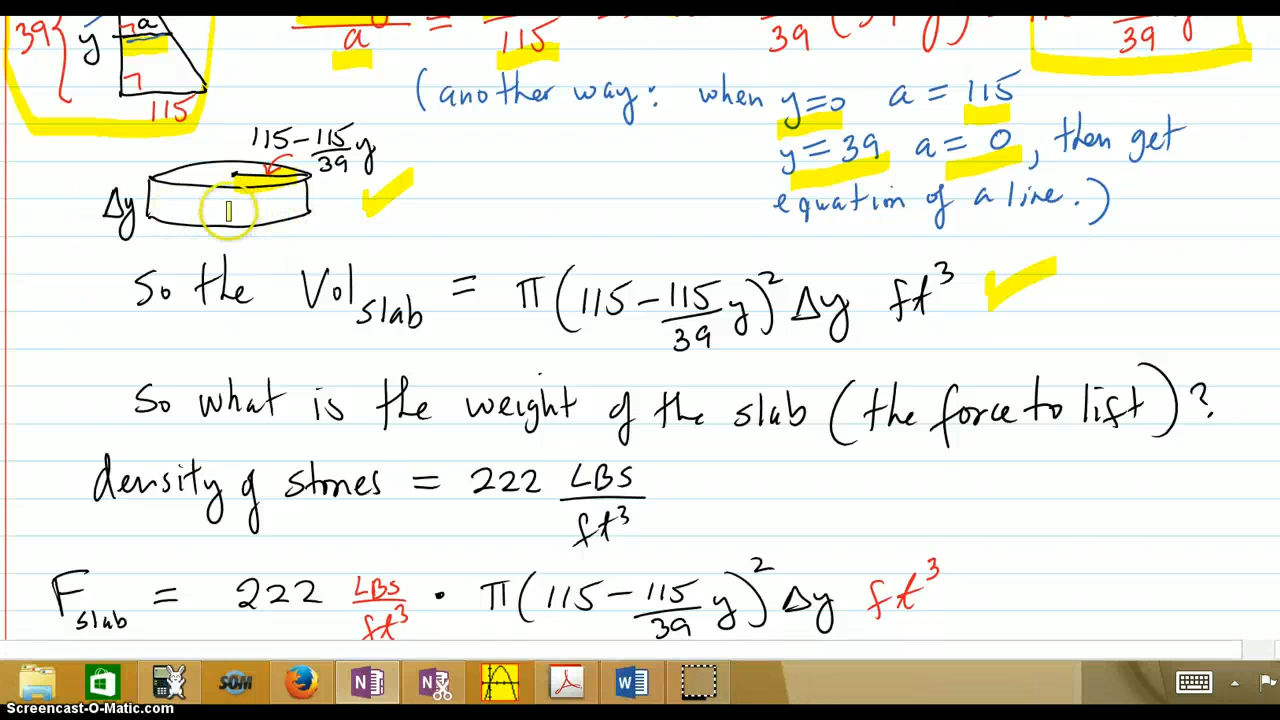 39 y a
a = 115 39 39 y
115
(another way: when y=0 a = 115
y = 39 a = 0, then get
equation of a line.)
115 - 115/39 y
Δy
So the Vol slab = π(115 - 115/39 y)² Δy ft³
So what is the weight of the slab (the force to lift)?
density of stones = 222 LBS/ft³
F slab = 222 LBS/ft³ · π(115 - 115/39 y)² Δy ft³
SOM
Screencast-O-Matic.com